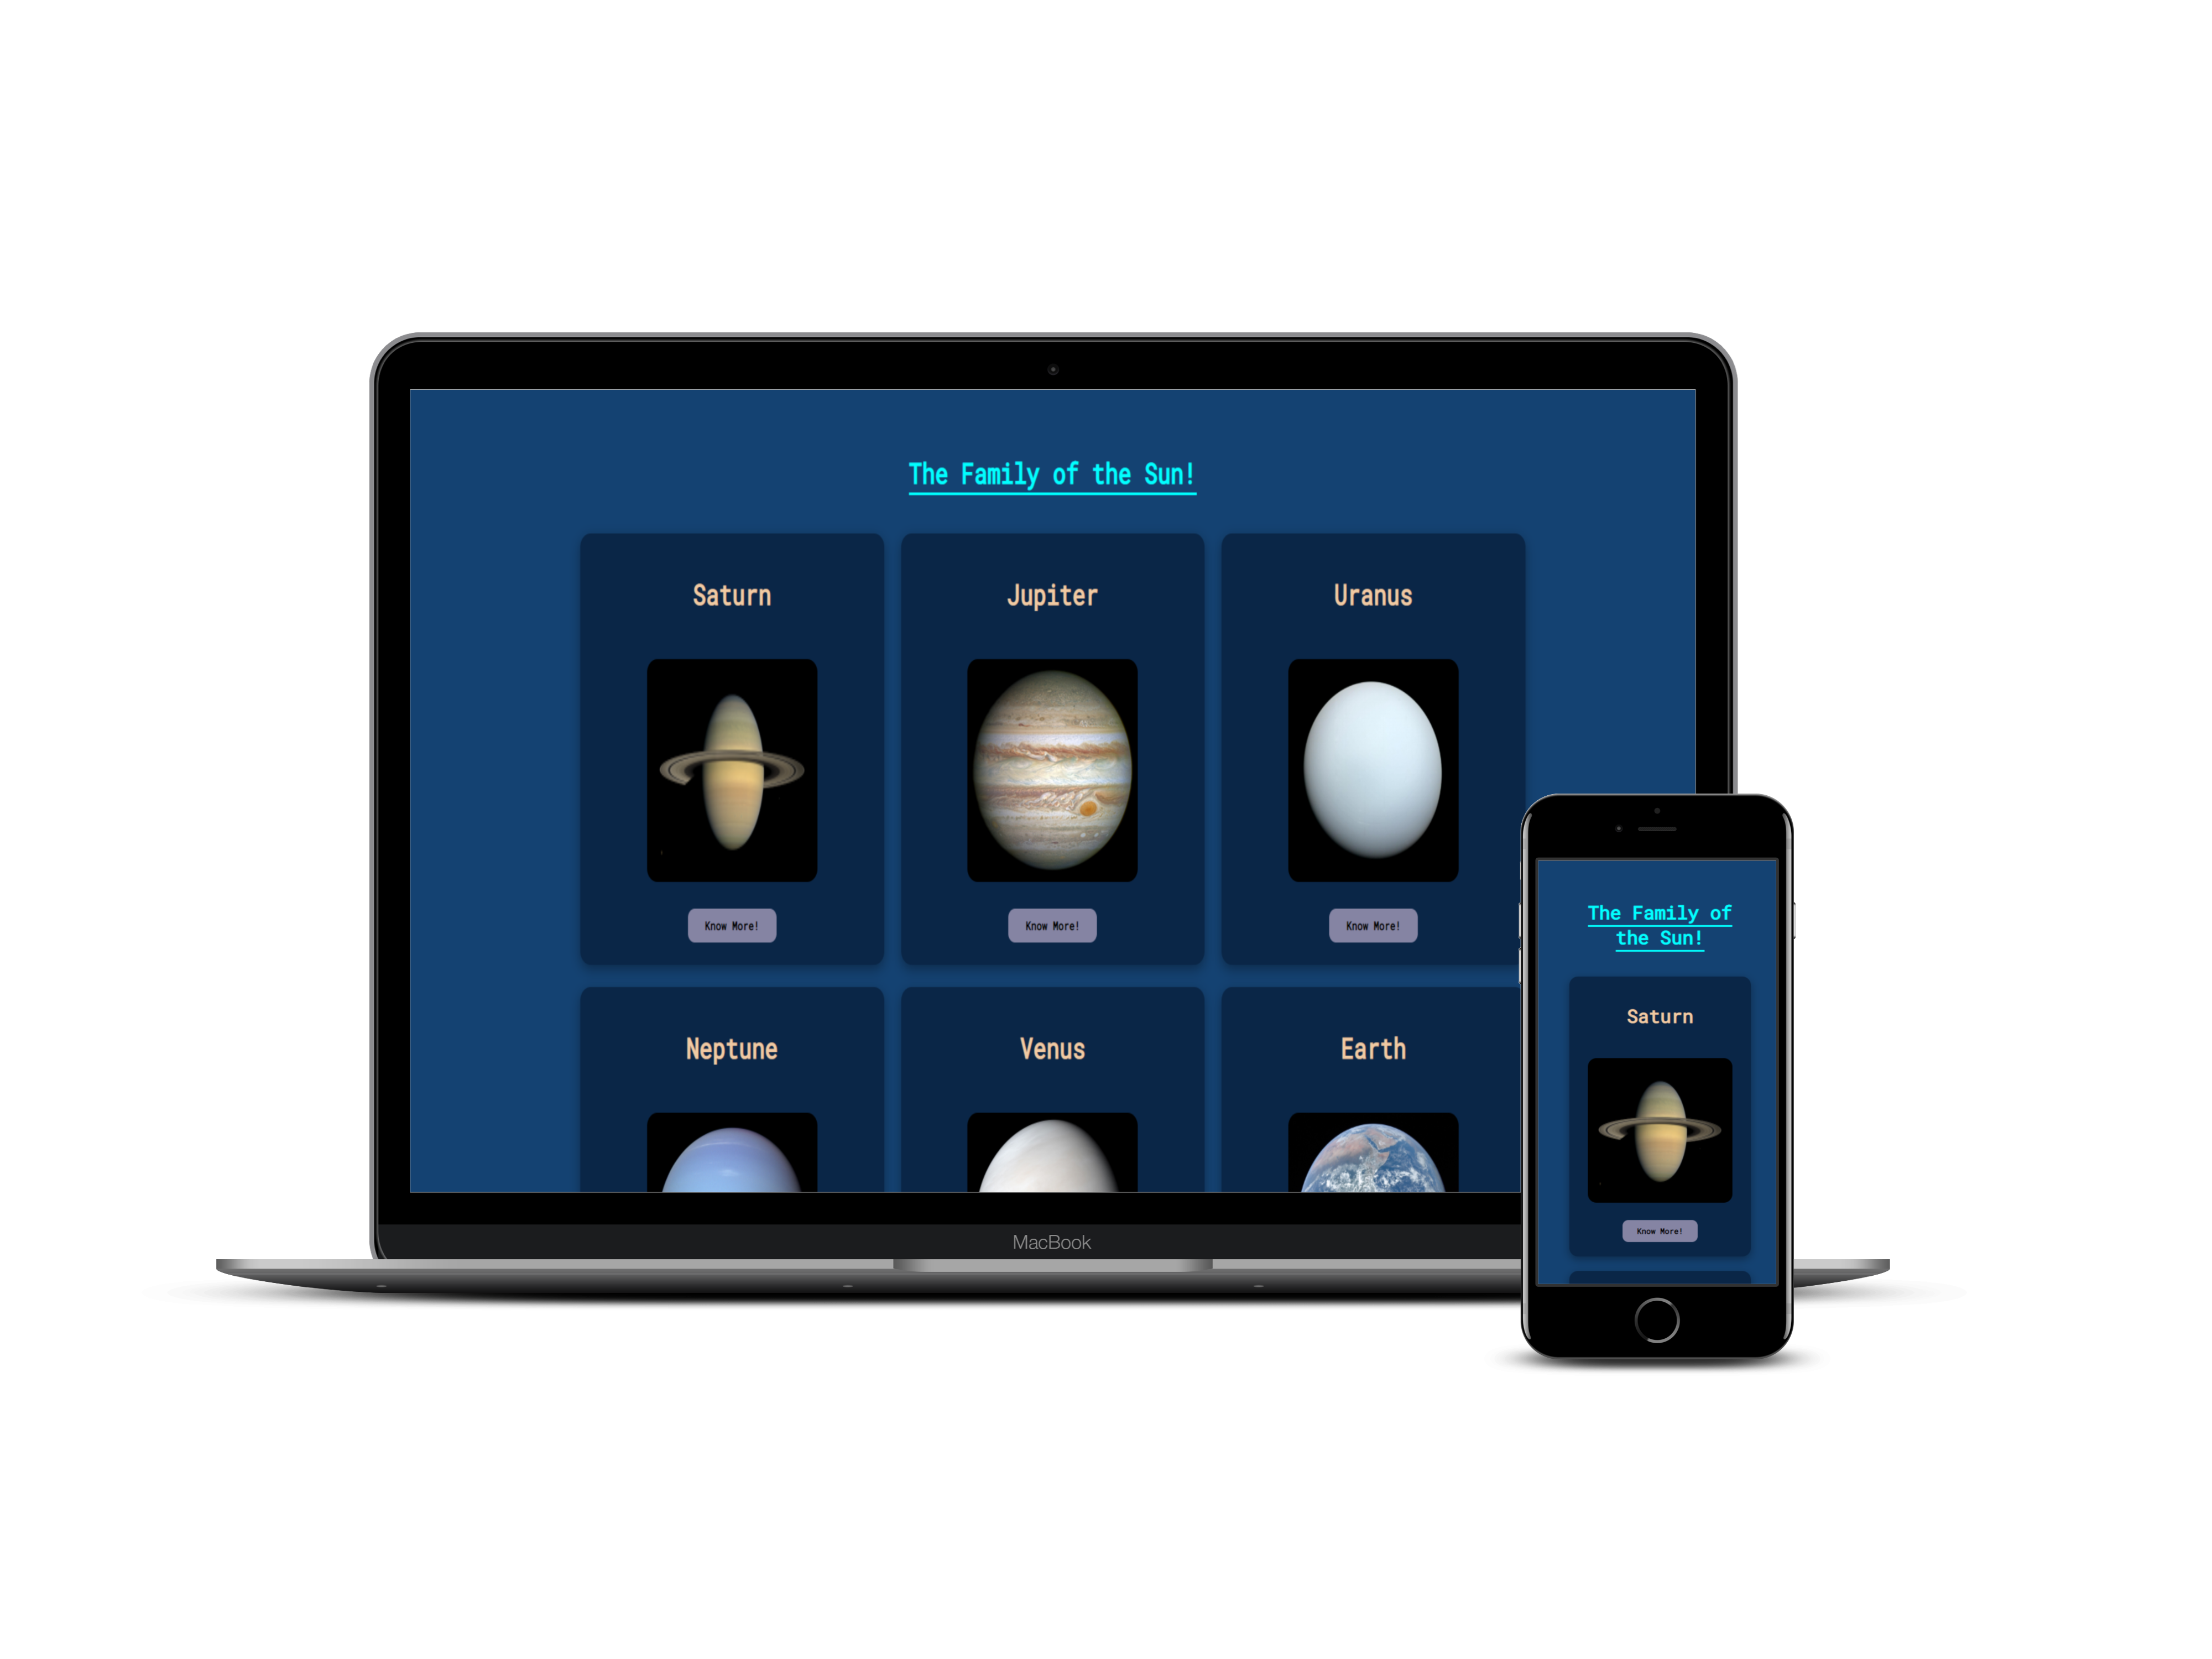 The Family of the Sun!
Saturn
Jupiter
Uranus
Know More!
Know More!
Know More!
Neptune
Venus
Earth
MacBook
The Family of
the Sun!
Saturn
Know More!